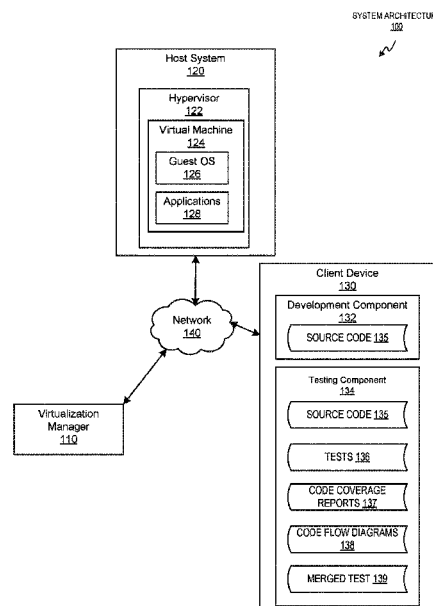 SYSTEM ARCHITECTUR
100
Host System
120
Hypervisor
122
Virtual Machine
124
Guest OS
126
Applications
128
Client Device
130
Development Component
132
SOURCE CODE 135
Network
140
Testing Component
134
SOURCE CODE 135
Virtualization
Manager
110
TESTS 136
CODE COVERAGE
REPORTS 137
CODE FLOW DIAGRAMS
138
MERGED TEST 139